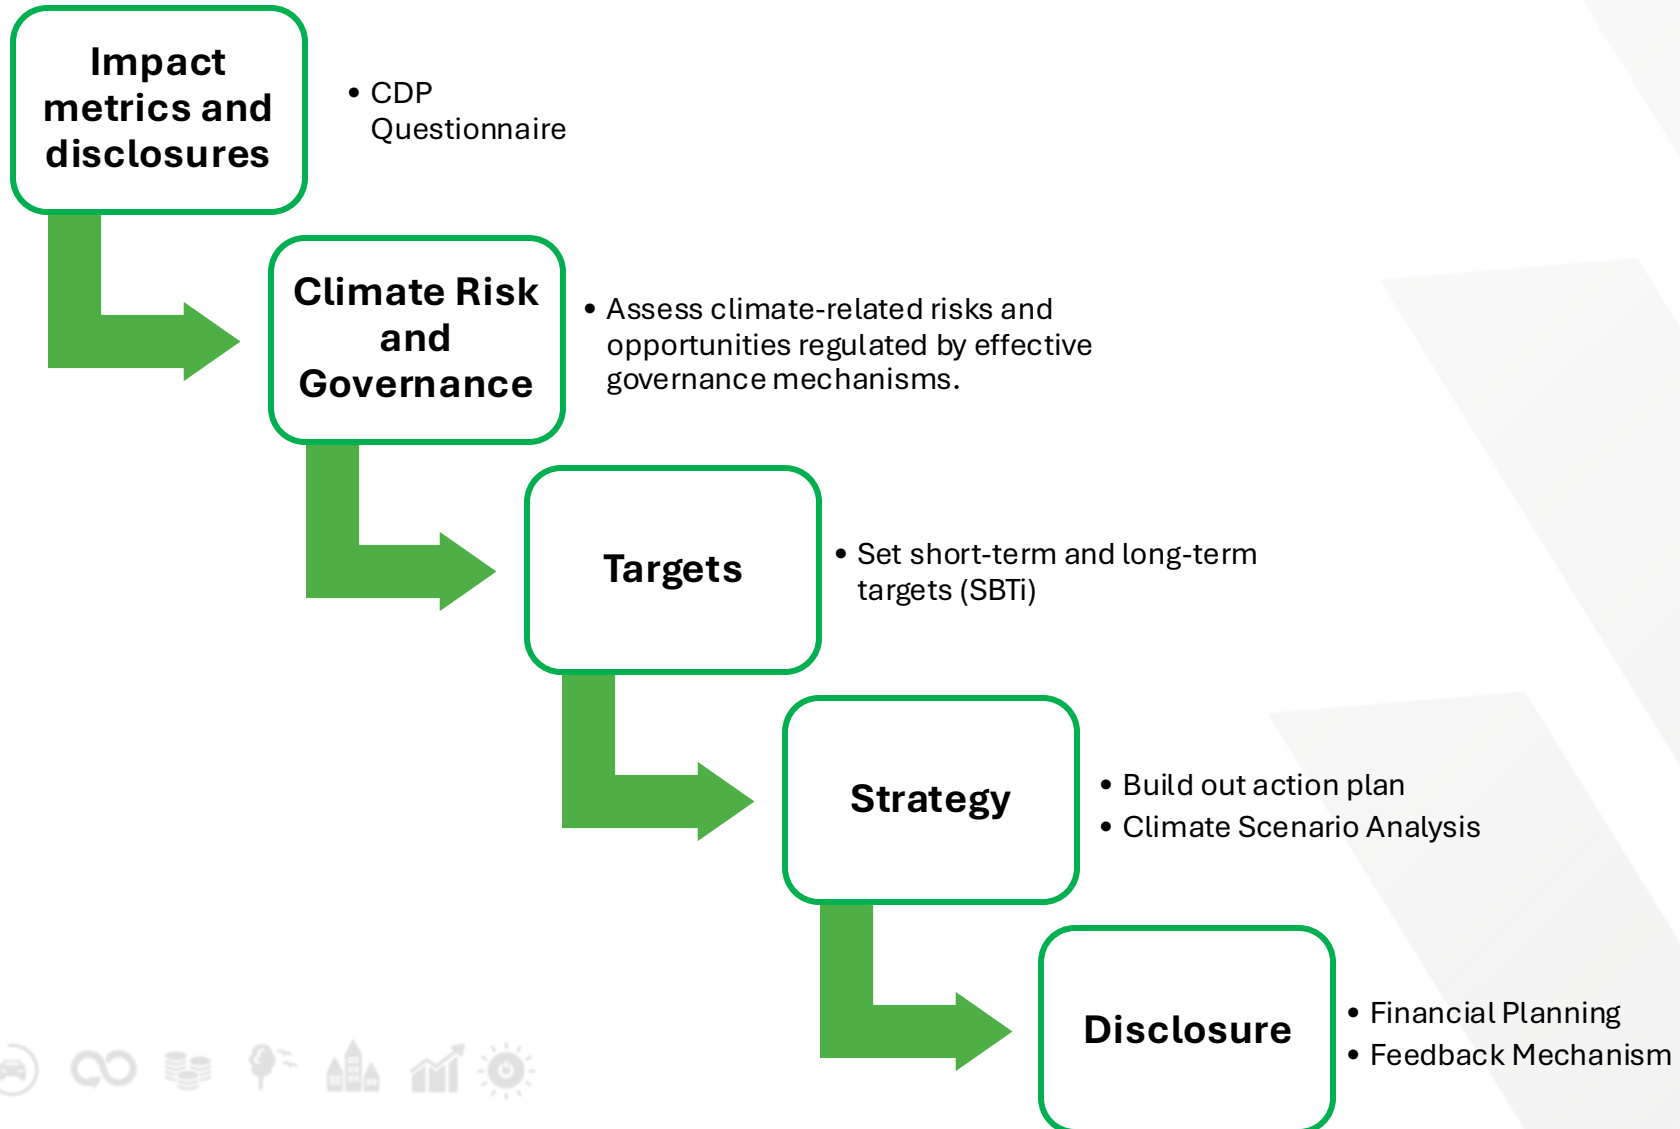 Impact
metrics and
disclosures
• CDP
Questionnaire
Climate Risk
and
Governance
• Assess climate-related risks and
opportunities regulated by effective
governance mechanisms.
Targets
• Set short-term and long-term
targets (SBTi)
Strategy
• Build out action plan
• Climate Scenario Analysis
Disclosure
• Financial Planning
• Feedback Mechanism